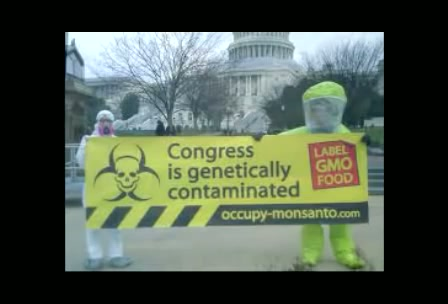 Congress
is genetically
contaminated
LABEL
GMO
FOOD
occupy-monsanto.com